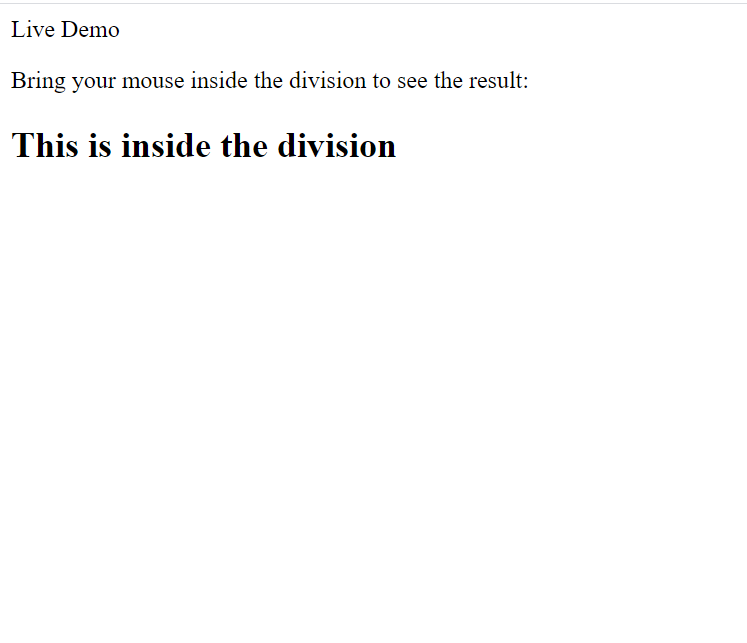 Live Demo
Bring your mouse inside the division to see the result:
This is inside the division